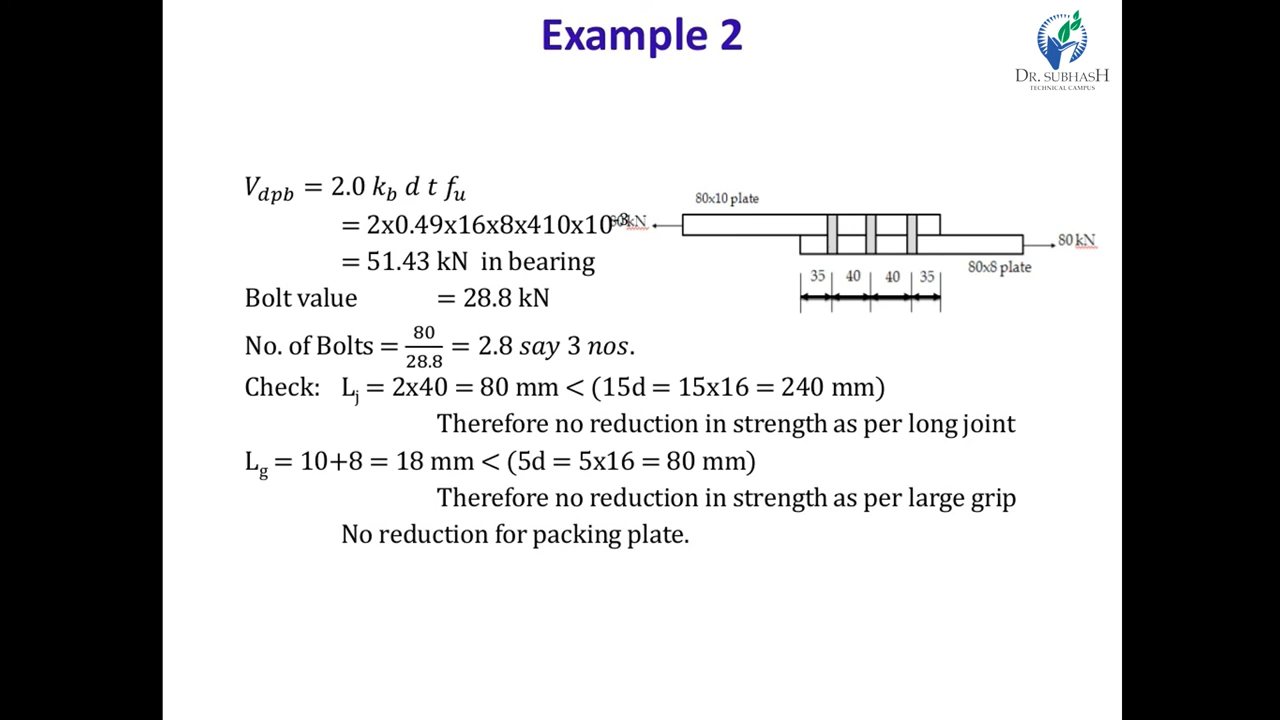 Example 2
DR. SUBHASH
TECHNICAL CAMPUS
V_dpb = 2.0 k_b d t f_u
= 2x0.49x16x8x410x10^-3
= 51.43 kN in bearing
Bolt value = 28.8 kN
No. of Bolts = 80/28.8 = 2.8 say 3 nos.
Check: L_j = 2x40 = 80 mm < (15d = 15x16 = 240 mm)
Therefore no reduction in strength as per long joint
L_g = 10+8 = 18 mm < (5d = 5x16 = 80 mm)
Therefore no reduction in strength as per large grip
No reduction for packing plate.
80x10 plate
80 kN
80 kN
80x8 plate
35 40 40 35